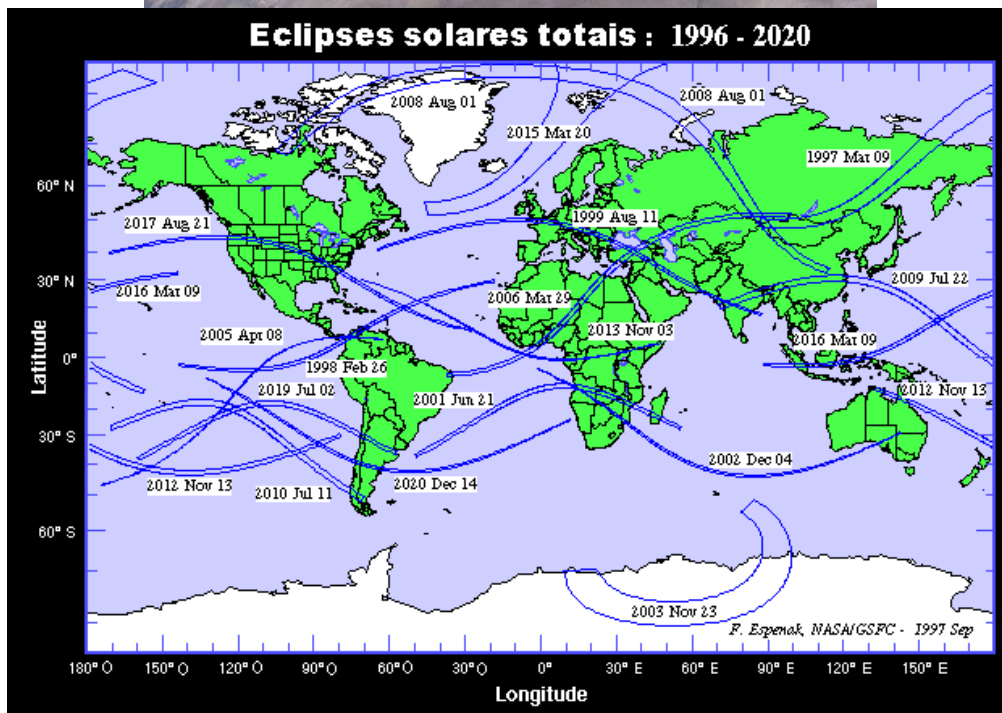 Eclipses solares totais : 1996 - 2020
2008 Aug 01
2008 Aug 01
2015 Mar 20
1997 Mar 09
60° N
2017 Aug 21
1999 Aug 11
30° N
2009 Jul 22
2016 Mar 09
2006 Mar 29
2005 Apr 08
2013 Nov 03
2016 Mar 09
Latitude
0°
1998 Feb 26
2019 Jul 02
2001 Jun 21
2012 Nov 13
30° S
2002 Dec 04
2012 Nov 13
2010 Jul 11
2020 Dec 14
60° S
2003 Nov 23
F. Espenak, NASA/GSFC - 1997 Sep
180° O 150° O 120° O 90° O 60° O 30° O 0° 30° E 60° E 90° E 120° E 150° E
Longitude